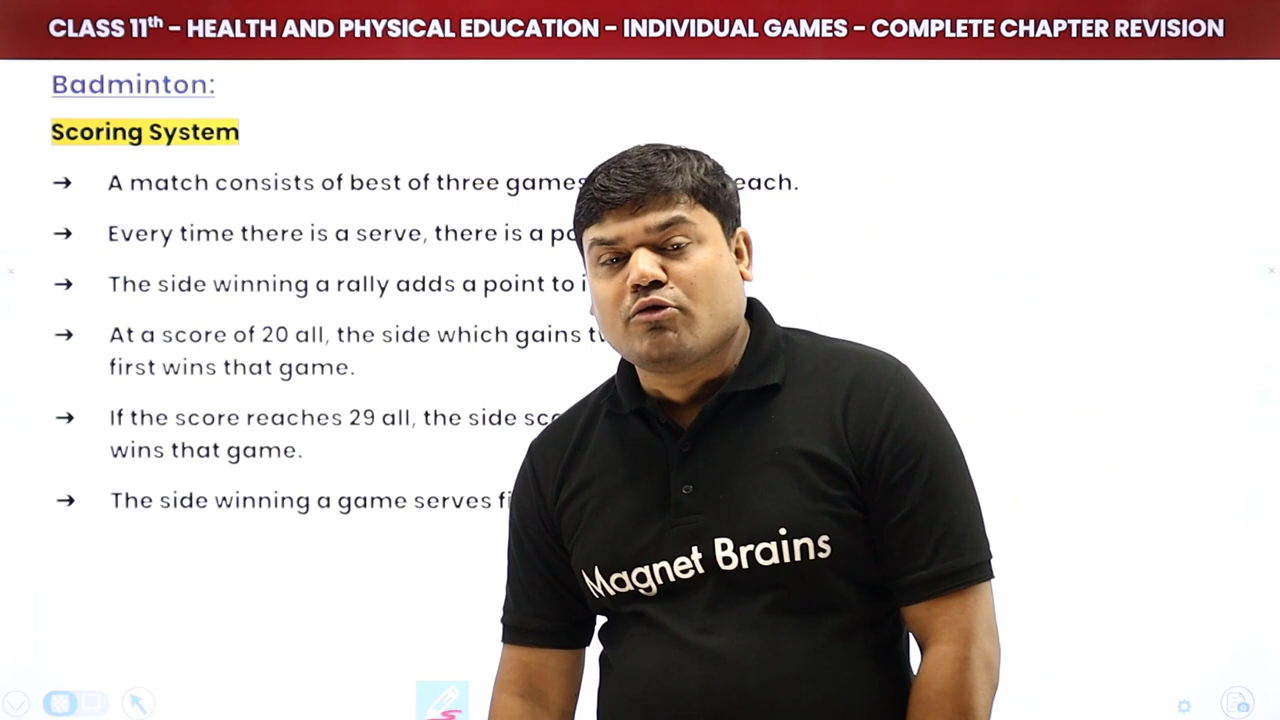 CLASS 11th - HEALTH AND PHYSICAL EDUCATION - INDIVIDUAL GAMES - COMPLETE CHAPTER REVISION
Badminton:
Scoring System
→ A match consists of best of three games each.
→ Every time there is a serve, there is a
→ The side winning a rally adds a point to
→ At a score of 20 all, the side which gains
first wins that game.
→ If the score reaches 29 all, the side
wins that game.
→ The side winning a game serves
Magnet Brains